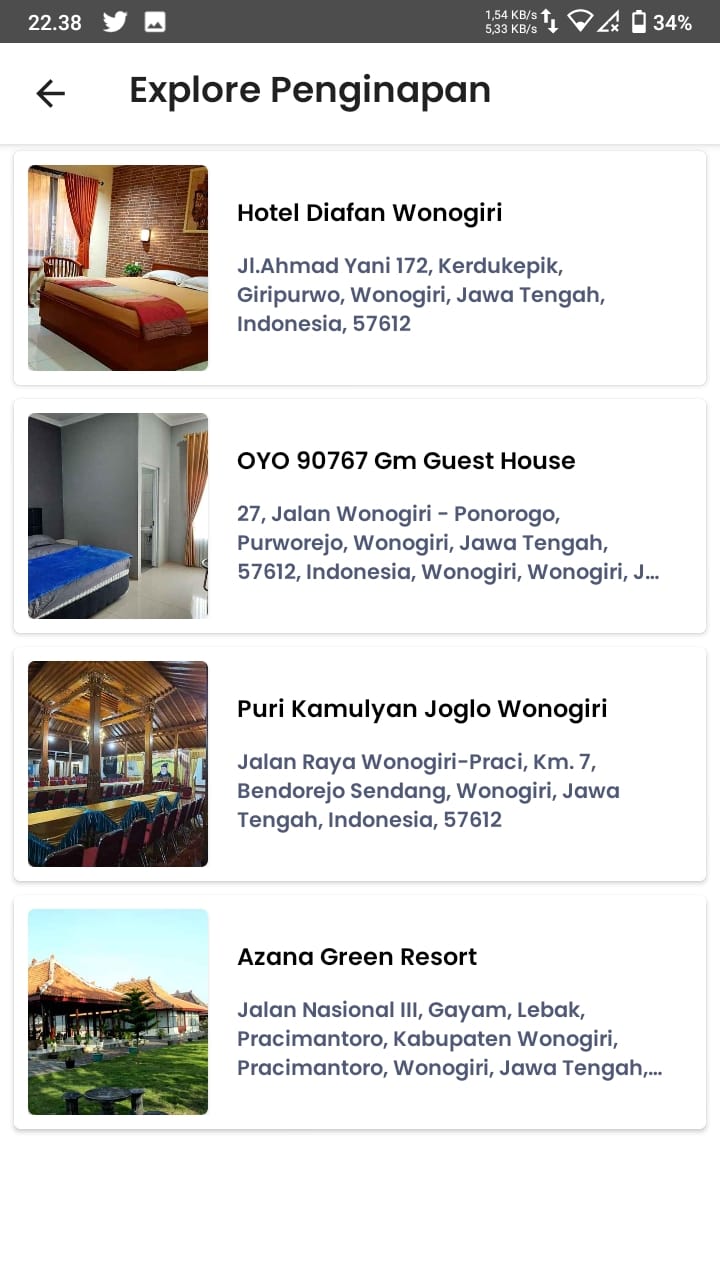 22.38
1,54 KB/s
5,33 KB/s
34%
Explore Penginapan
Hotel Diafan Wonogiri
Jl.Ahmad Yani 172, Kerdukepik,
Giripurwo, Wonogiri, Jawa Tengah,
Indonesia, 57612
OYO 90767 Gm Guest House
27, Jalan Wonogiri - Ponorogo,
Purworejo, Wonogiri, Jawa Tengah,
57612, Indonesia, Wonogiri, Wonogiri, J...
Puri Kamulyan Joglo Wonogiri
Jalan Raya Wonogiri-Praci, Km. 7,
Bendorejo Sendang, Wonogiri, Jawa
Tengah, Indonesia, 57612
Azana Green Resort
Jalan Nasional III, Gayam, Lebak,
Pracimantoro, Kabupaten Wonogiri,
Pracimantoro, Wonogiri, Jawa Tengah,...